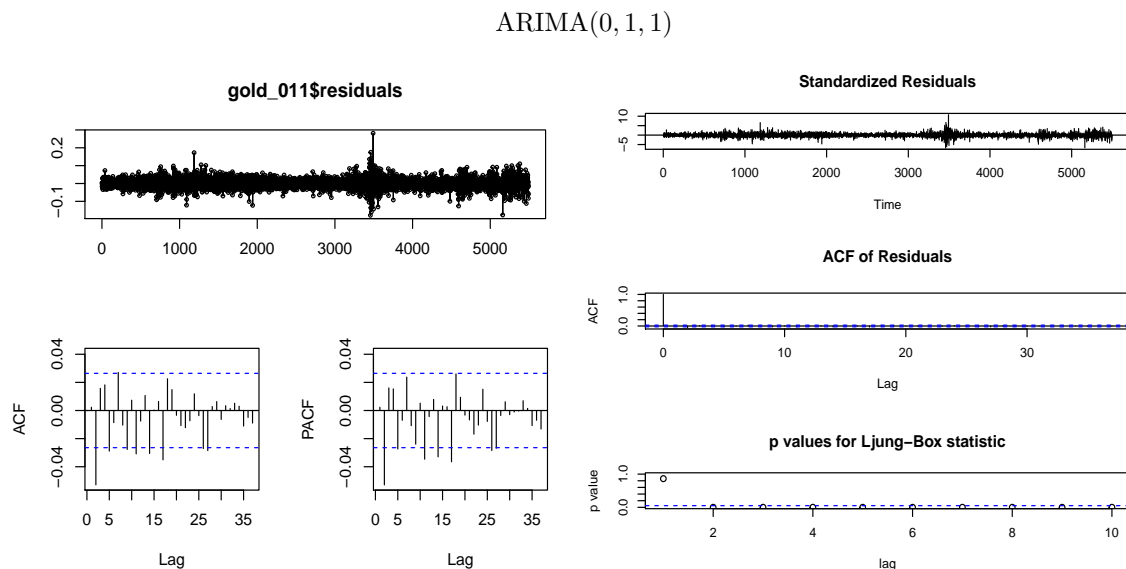 ARIMA(0, 1, 1)
gold_011$residuals
0.2
−0.1
0 1000 2000 3000 4000 5000
ACF
0.04
0.00
−0.04
0 5 15 25 35
Lag
PACF
0.04
0.00
−0.04
0 5 15 25 35
Lag
Standardized Residuals
10
−5
0 1000 2000 3000 4000 5000
Time
ACF of Residuals
ACF
1.0
0.0
0 10 20 30
Lag
p values for Ljung−Box statistic
p value
1.0
0.0
2 4 6 8 10
lag